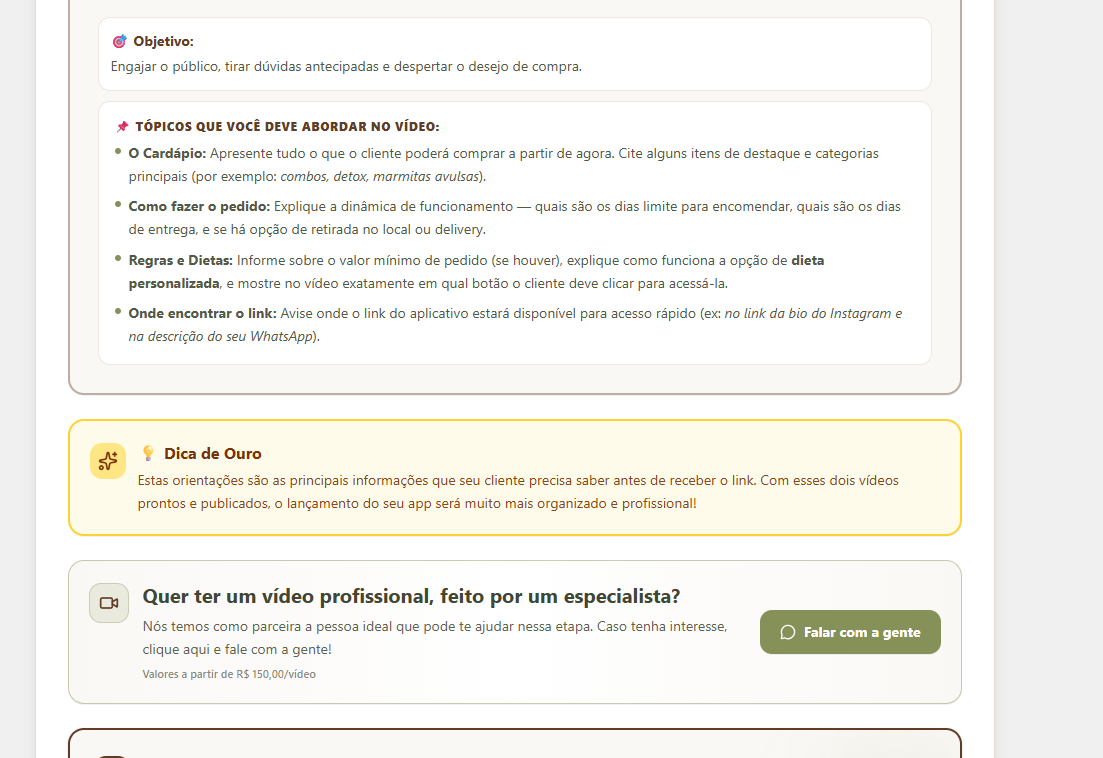 Objetivo:
Engajar o público, tirar dúvidas antecipadas e despertar o desejo de compra.
TÓPICOS QUE VOCÊ DEVE ABORDAR NO VÍDEO:
O Cardápio: Apresente tudo o que o cliente poderá comprar a partir de agora. Cite alguns itens de destaque e categorias
principais (por exemplo: combos, detox, marmitas avulsas).
Como fazer o pedido: Explique a dinâmica de funcionamento — quais são os dias limite para encomendar, quais são os dias
de entrega, e se há opção de retirada no local ou delivery.
Regras e Dietas: Informe sobre o valor mínimo de pedido (se houver), explique como funciona a opção de dieta
personalizada, e mostre no vídeo exatamente em qual botão o cliente deve clicar para acessá-la.
Onde encontrar o link: Avise onde o link do aplicativo estará disponível para acesso rápido (ex: no link da bio do Instagram e
na descrição do seu WhatsApp).
Dica de Ouro
Estas orientações são as principais informações que seu cliente precisa saber antes de receber o link. Com esses dois vídeos
prontos e publicados, o lançamento do seu app será muito mais organizado e profissional!
Quer ter um vídeo profissional, feito por um especialista?
Nós temos como parceira a pessoa ideal que pode te ajudar nessa etapa. Caso tenha interesse,
clique aqui e fale com a gente!
Valores a partir de R$ 150,00/vídeo
Falar com a gente